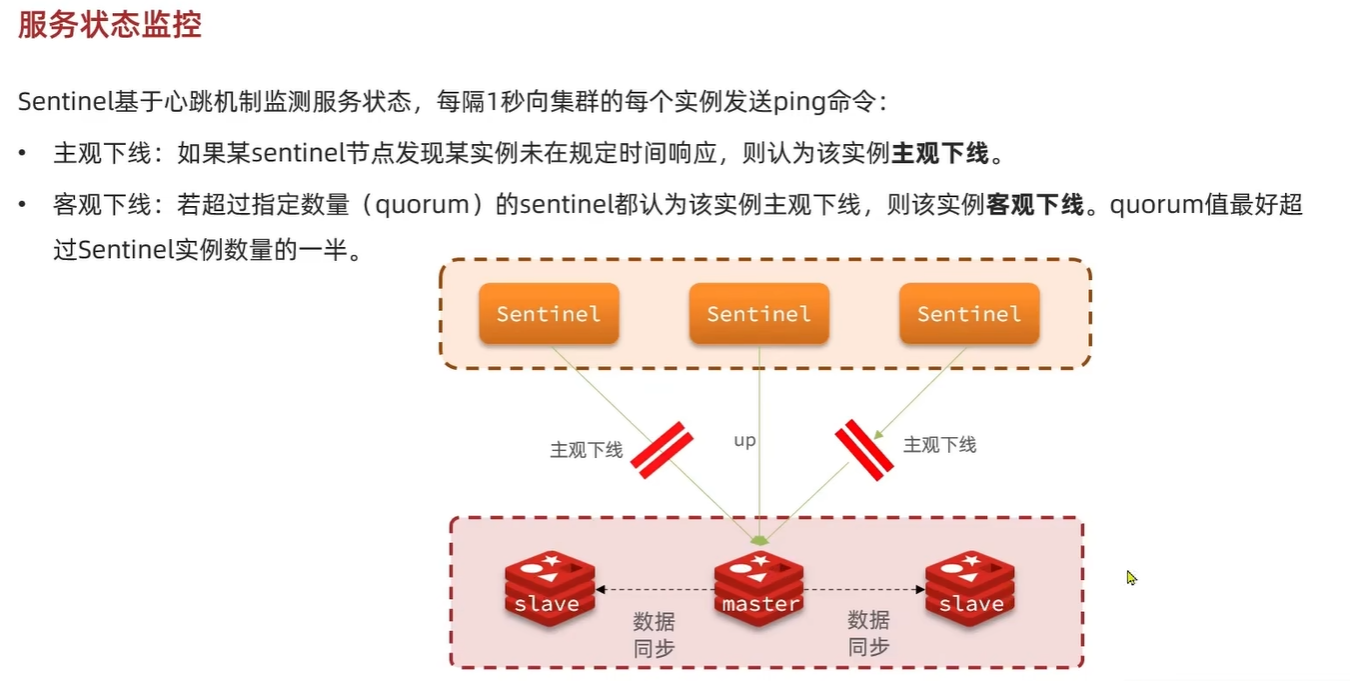 服务状态监控
Sentinel基于心跳机制监测服务状态，每隔1秒向集群的每个实例发送ping命令：
• 主观下线：如果某sentinel节点发现某实例未在规定时间响应，则认为该实例主观下线。
• 客观下线：若超过指定数量（quorum）的sentinel都认为该实例主观下线，则该实例客观下线。quorum值最好超
过Sentinel实例数量的一半。
Sentinel Sentinel Sentinel
主观下线 up 主观下线
slave master slave
数据 数据
同步 同步